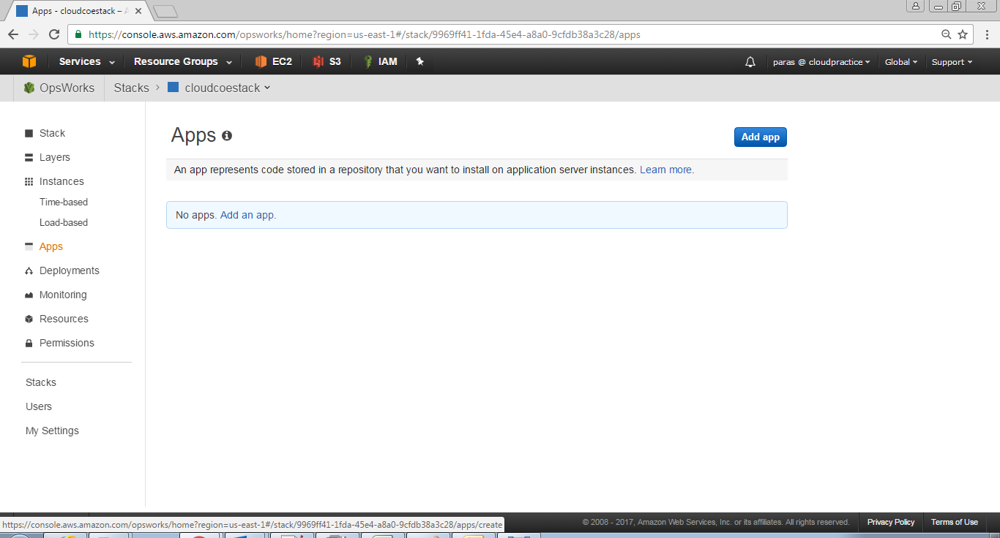 Apps - cloudcoestack –
https://console.aws.amazon.com/opsworks/home?region=us-east-1#/stack/9969ff41-1fda-45e4-a8a0-9cfdb38a3c28/apps
Services Resource Groups EC2 S3 IAM paras @ cloudpractice Global Support
OpsWorks Stacks > cloudcoestack
Stack
Layers
Instances
Time-based
Load-based
Apps
Deployments
Monitoring
Resources
Permissions
Stacks
Users
My Settings
Apps
Add app
An app represents code stored in a repository that you want to install on application server instances. Learn more.
No apps. Add an app.
https://console.aws.amazon.com/opsworks/home?region=us-east-1#/stack/9969ff41-1fda-45e4-a8a0-9cfdb38a3c28/apps/create
© 2008 - 2017, Amazon Web Services, Inc. or its affiliates. All rights reserved. Privacy Policy Terms of Use